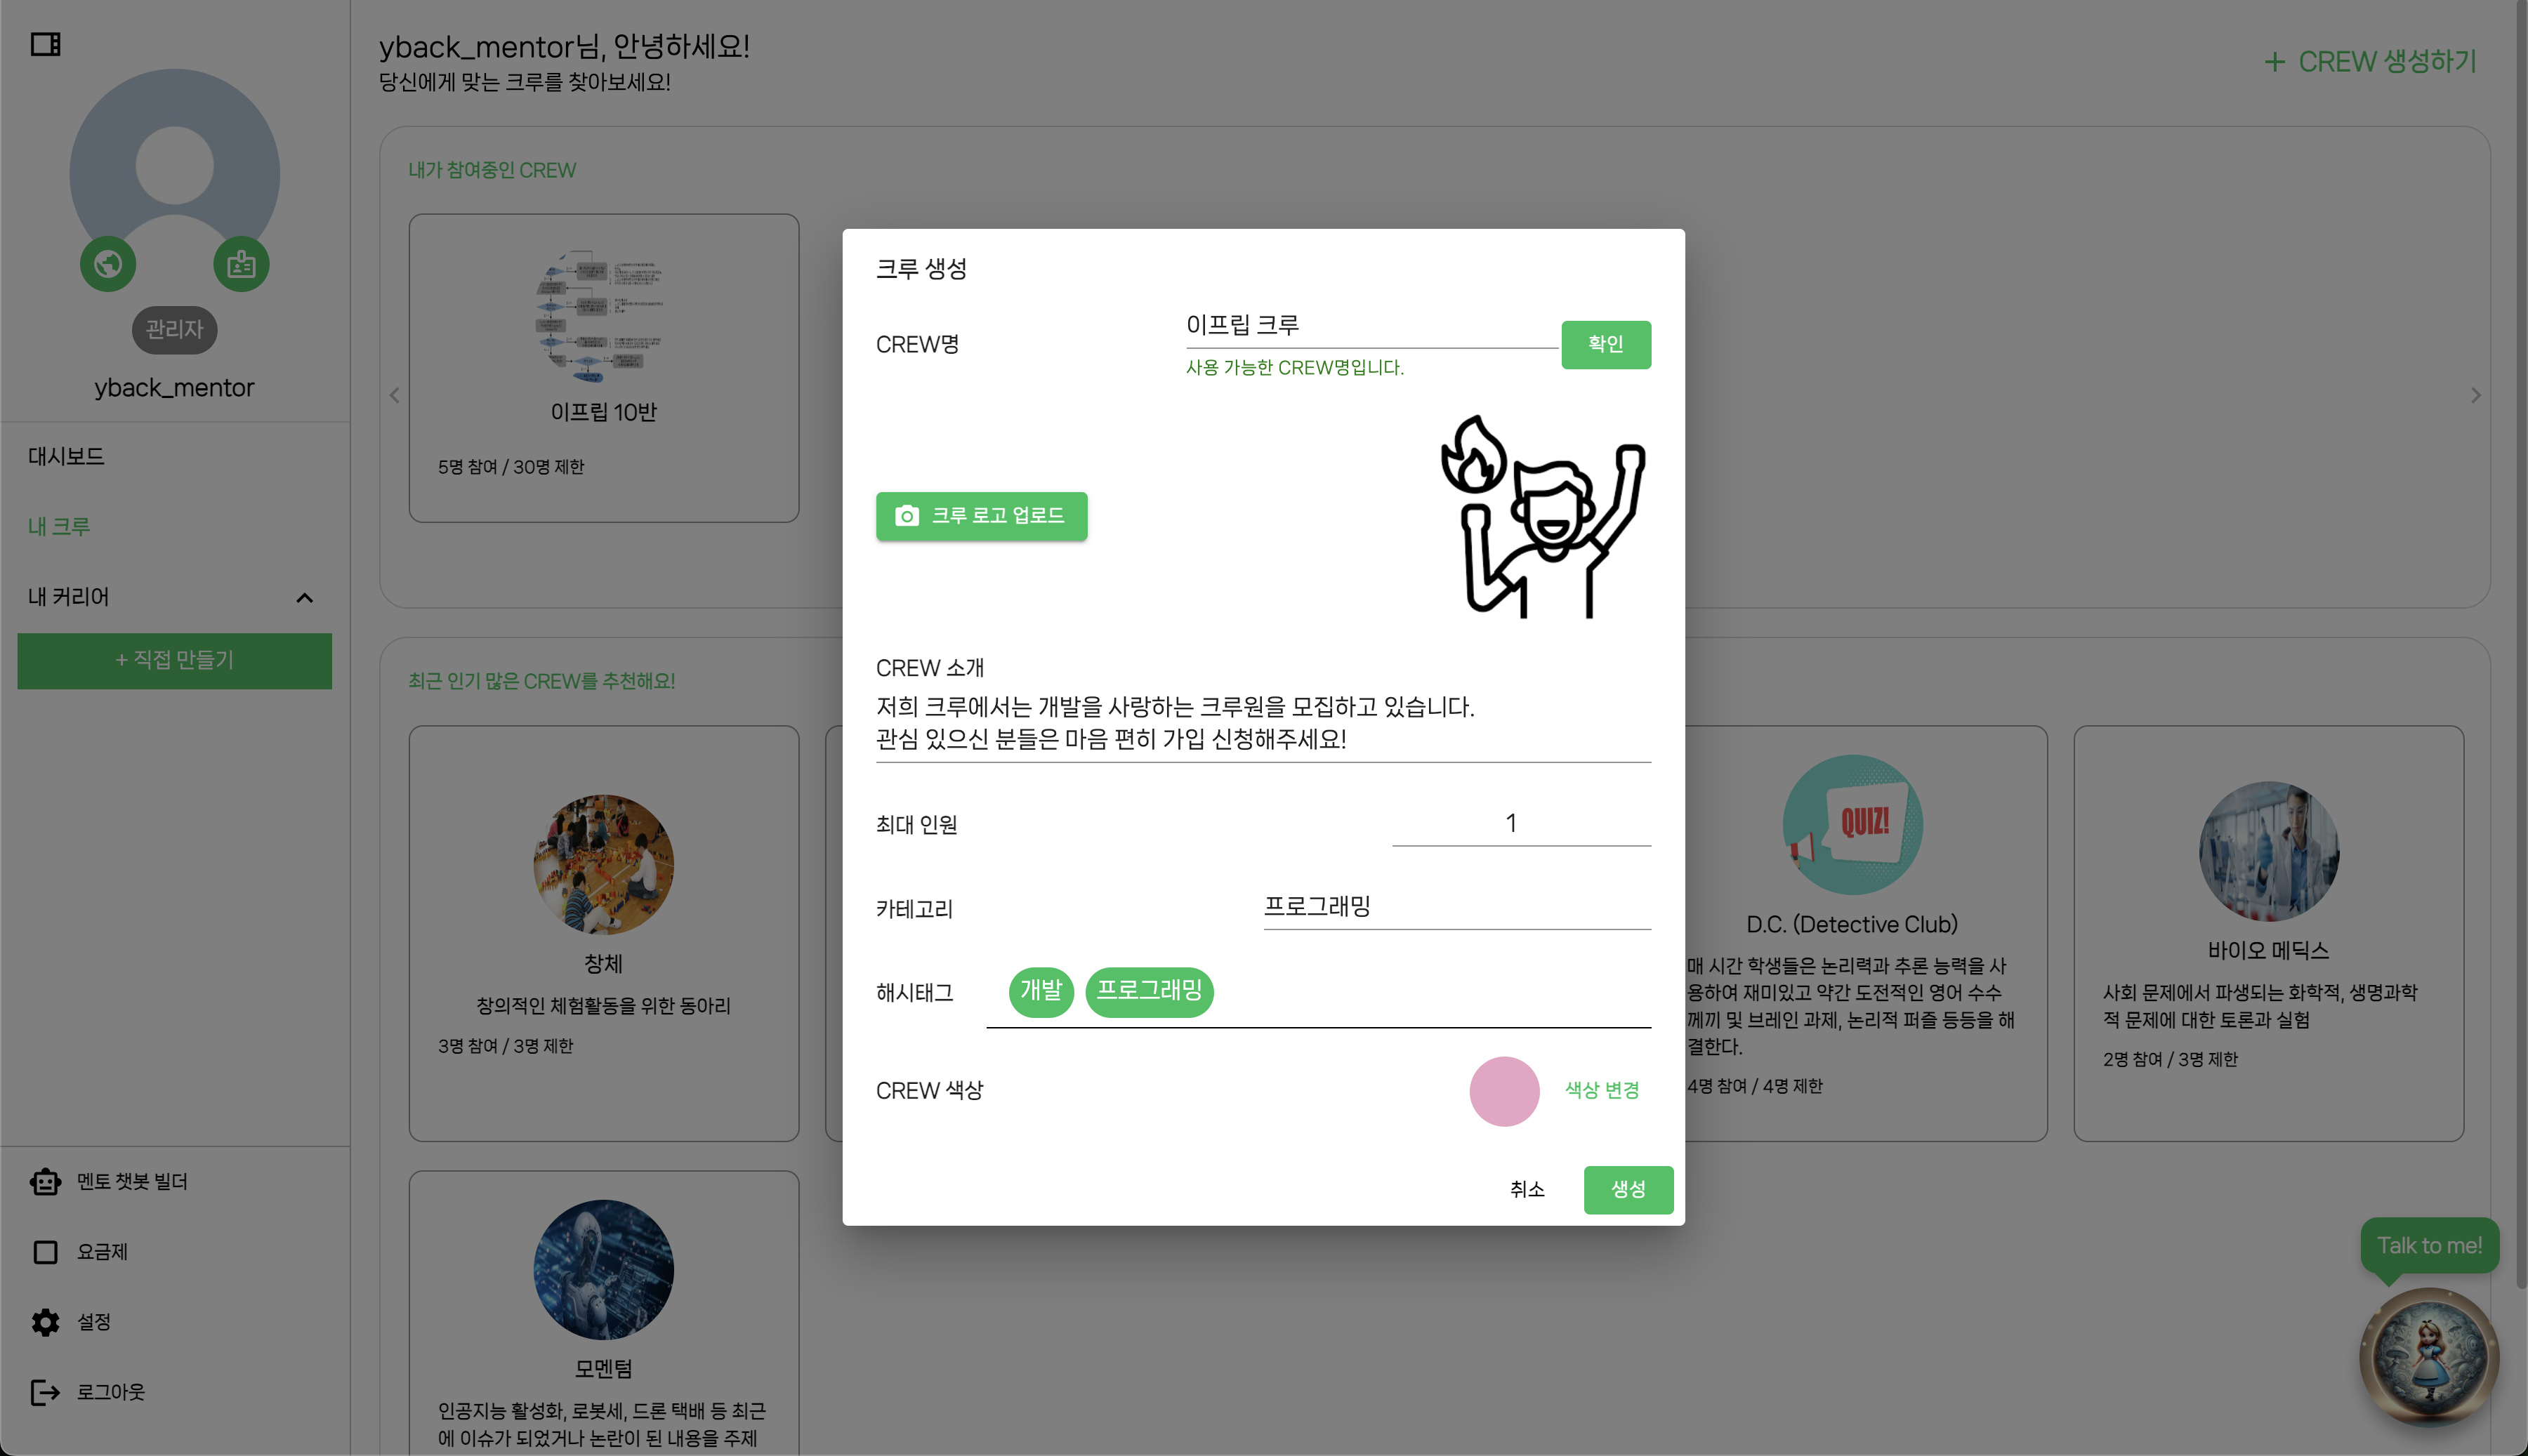 yback_mentor님, 안녕하세요!
당신에게 맞는 크루를 찾아보세요!
+ CREW 생성하기
관리자
yback_mentor
대시보드
내 크루
내 커리어
+ 직접 만들기
멘토 챗봇 빌더
요금제
설정
로그아웃
내가 참여중인 CREW
이프립 10반
5명 참여 / 30명 제한
최근 인기 많은 CREW를 추천해요!
창체
창의적인 체험활동을 위한 동아리
3명 참여 / 3명 제한
크루 생성
CREW명
이프립 크루
확인
사용 가능한 CREW명입니다.
크루 로고 업로드
CREW 소개
저희 크루에서는 개발을 사랑하는 크루원을 모집하고 있습니다.
관심 있으신 분들은 마음 편히 가입 신청해주세요!
최대 인원
1
카테고리
프로그래밍
해시태그
개발
프로그래밍
CREW 색상
색상 변경
취소
생성
QUIZ!
D.C. (Detective Club)
매 시간 학생들은 논리력과 추론 능력을 사
용하여 재미있고 약간 도전적인 영어 수수
께끼 및 브레인 과제, 논리적 퍼즐 등등을 해
결한다.
4명 참여 / 4명 제한
바이오 메딕스
사회 문제에서 파생되는 화학적, 생명과학
적 문제에 대한 토론과 실험
2명 참여 / 3명 제한
모멘텀
인공지능 활성화, 로봇세, 드론 택배 등 최근
에 이슈가 되었거나 논란이 된 내용을 주제
Talk to me!